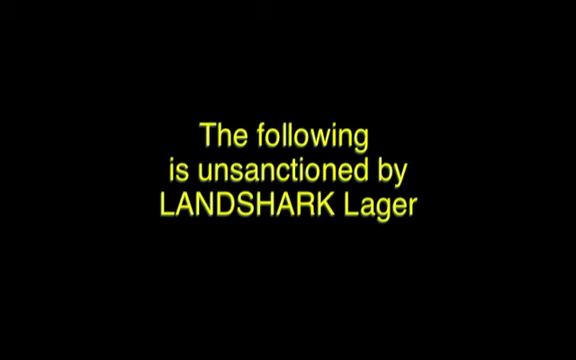 The following
is unsanctioned by
LANDSHARK Lager